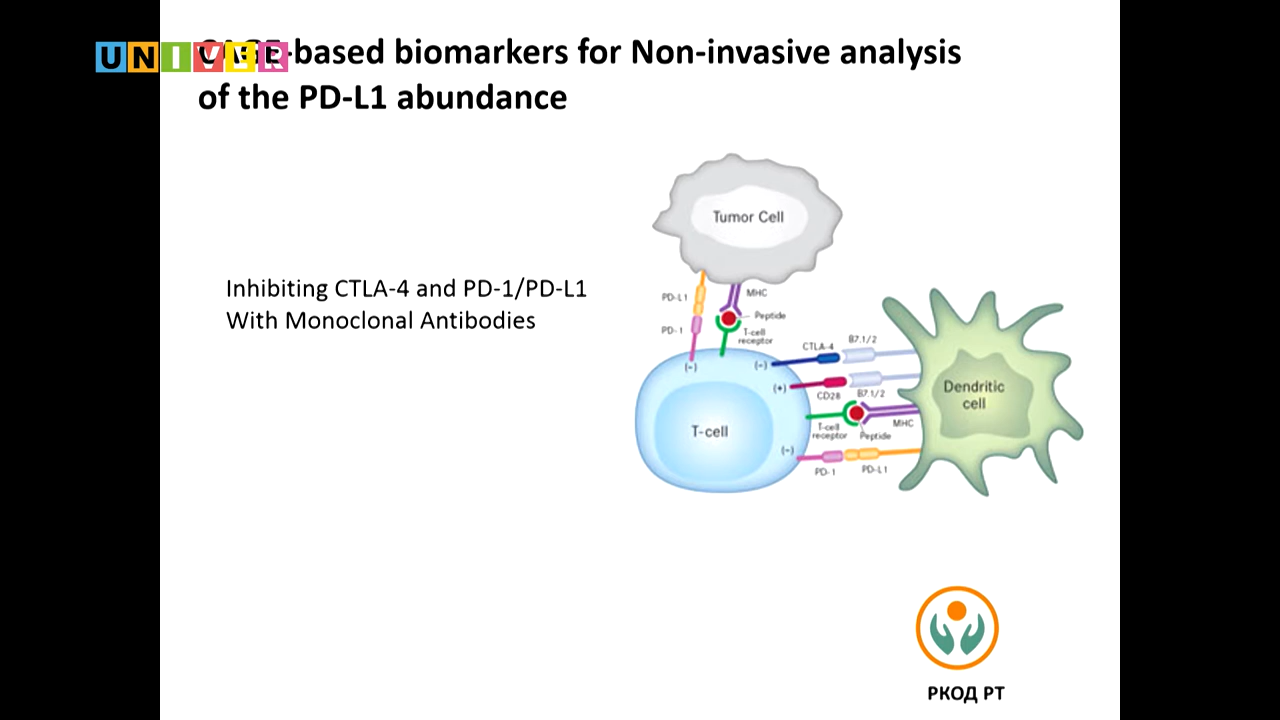 UNIVER
CAGE-based biomarkers for Non-invasive analysis
of the PD-L1 abundance
Tumor Cell
Inhibiting CTLA-4 and PD-1/PD-L1
With Monoclonal Antibodies
PD-L1
MHC
Peptide
PD-1
T-cell
receptor
(-)
(-)
CTLA-4
B7.1/2
(+)
CD28
B7.1/2
Dendritic
cell
T-cell
T-cell
receptor
Peptide
MHC
(-)
PD-1
PD-L1
РКОД РТ